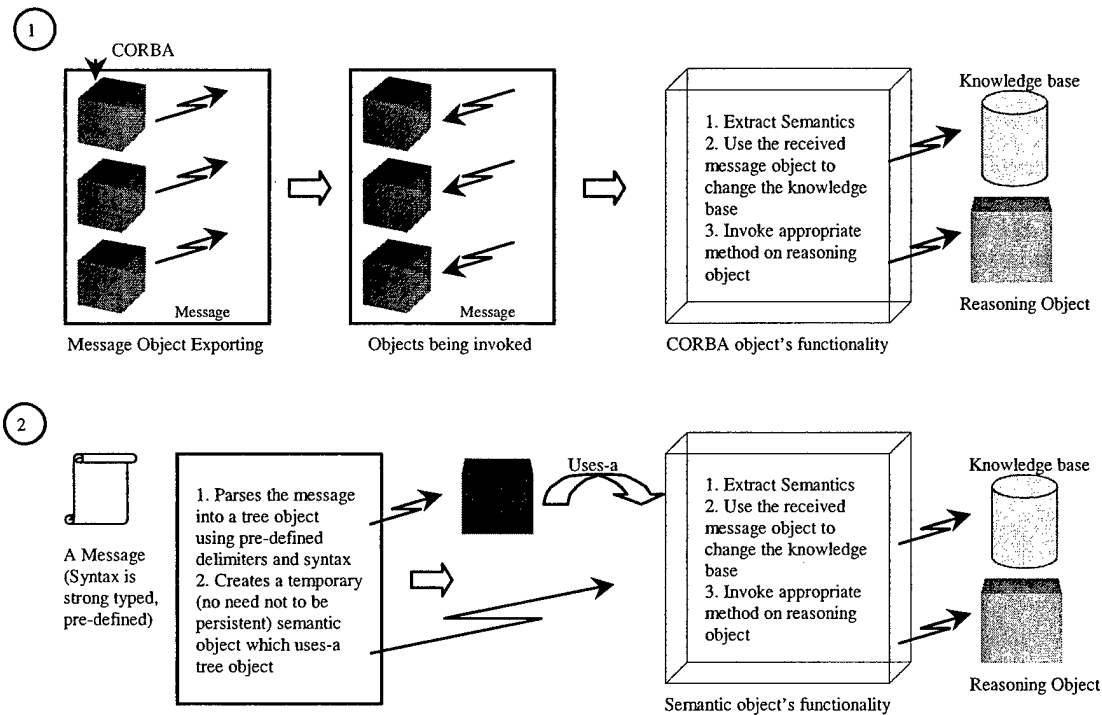 1
CORBA
Message
Message Object Exporting
Message
Objects being invoked
1. Extract Semantics
2. Use the received
message object to
change the knowledge
base
3. Invoke appropriate
method on reasoning
object
CORBA object's functionality
Knowledge base
Reasoning Object
2
A Message
(Syntax is
strong typed,
pre-defined)
1. Parses the message
into a tree object
using pre-defined
delimiters and syntax
2. Creates a temporary
(no need not to be
persistent) semantic
object which uses-a
tree object
Uses-a
1. Extract Semantics
2. Use the received
message object to
change the knowledge
base
3. Invoke appropriate
method on reasoning
object
Semantic object's functionality
Knowledge base
Reasoning Object